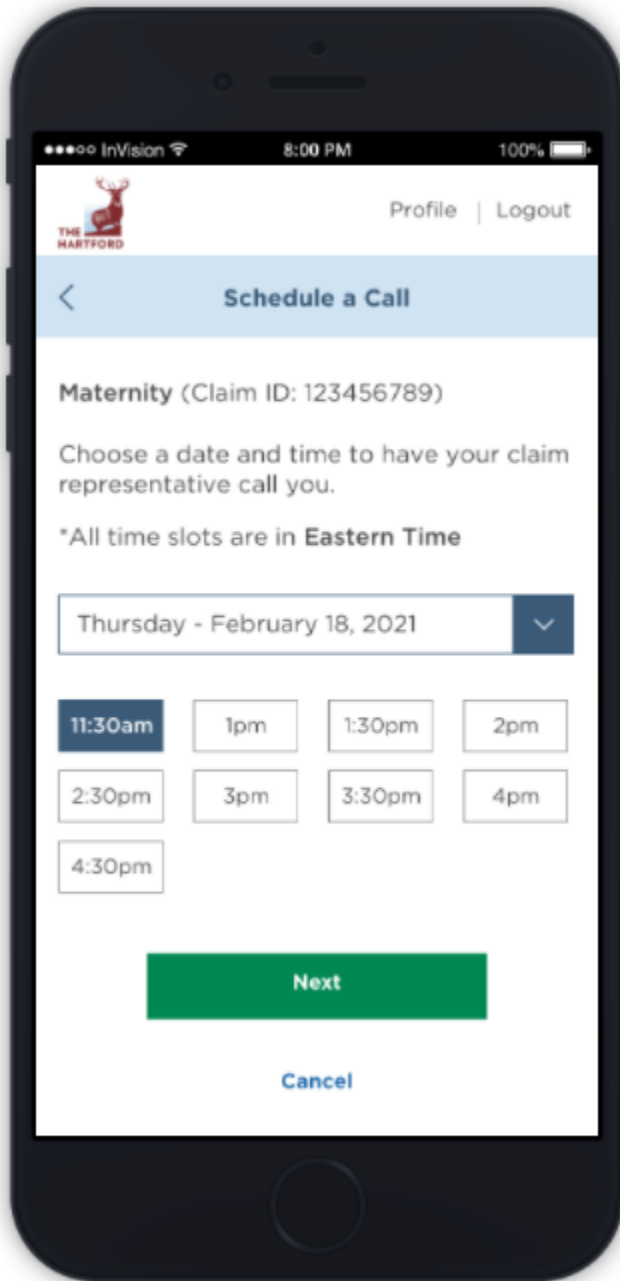 InVision 8:00 PM 100%
THE
HARTFORD
Profile | Logout
Schedule a Call
Maternity (Claim ID: 123456789)
Choose a date and time to have your claim
representative call you.
*All time slots are in Eastern Time
Thursday - February 18, 2021
11:30am 1pm 1:30pm 2pm
2:30pm 3pm 3:30pm 4pm
4:30pm
Next
Cancel